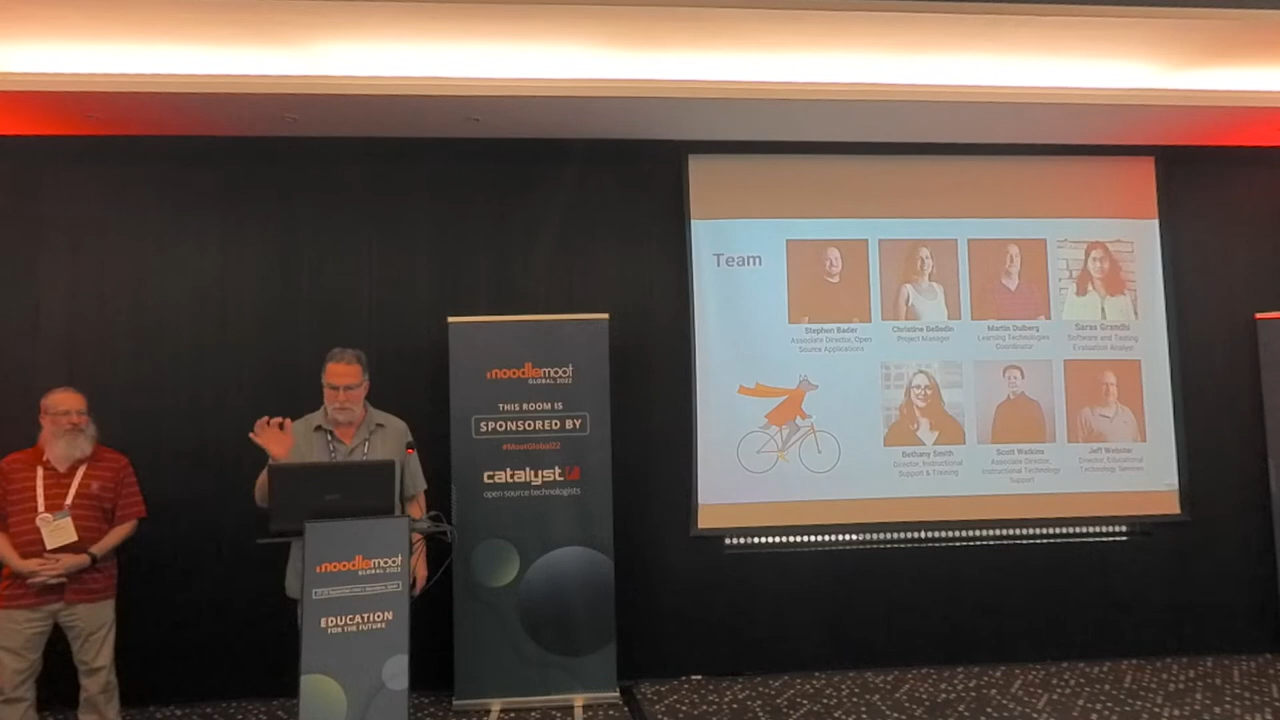 moodlemoot
GLOBAL 2022
THIS ROOM IS
SPONSORED BY
#MootGlobal22
catalyst
open source technologists
moodlemoot
GLOBAL 2022
EDUCATION
FOR THE FUTURE
Team
Stephen Bader
Associate Director, Open
Source Applications
Christine Belledin
Project Manager
Martin Dulberg
Learning Technologies
Coordinator
Saras Grandhi
Software and Testing
Evaluation Analyst
Bethany Smith
Director, Instructional
Support & Training
Scott Watkins
Associate Director,
Instructional Technology
Support
Jeff Webster
Director, Educational
Technology Services